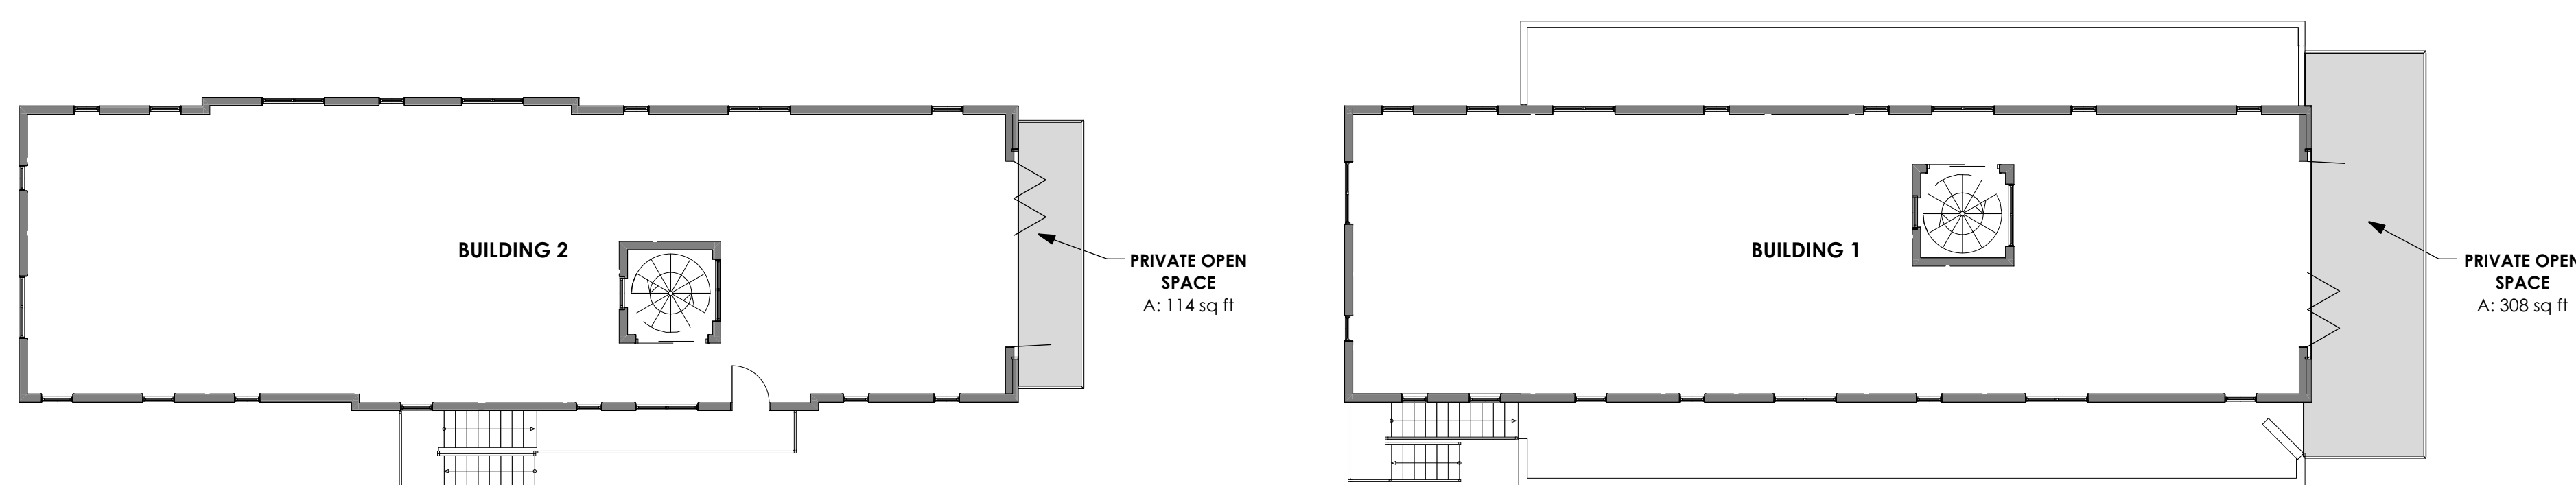 BUILDING 2
PRIVATE OPEN
SPACE
A: 114 sq ft
BUILDING 1
PRIVATE OPEN
SPACE
A: 308 sq ft